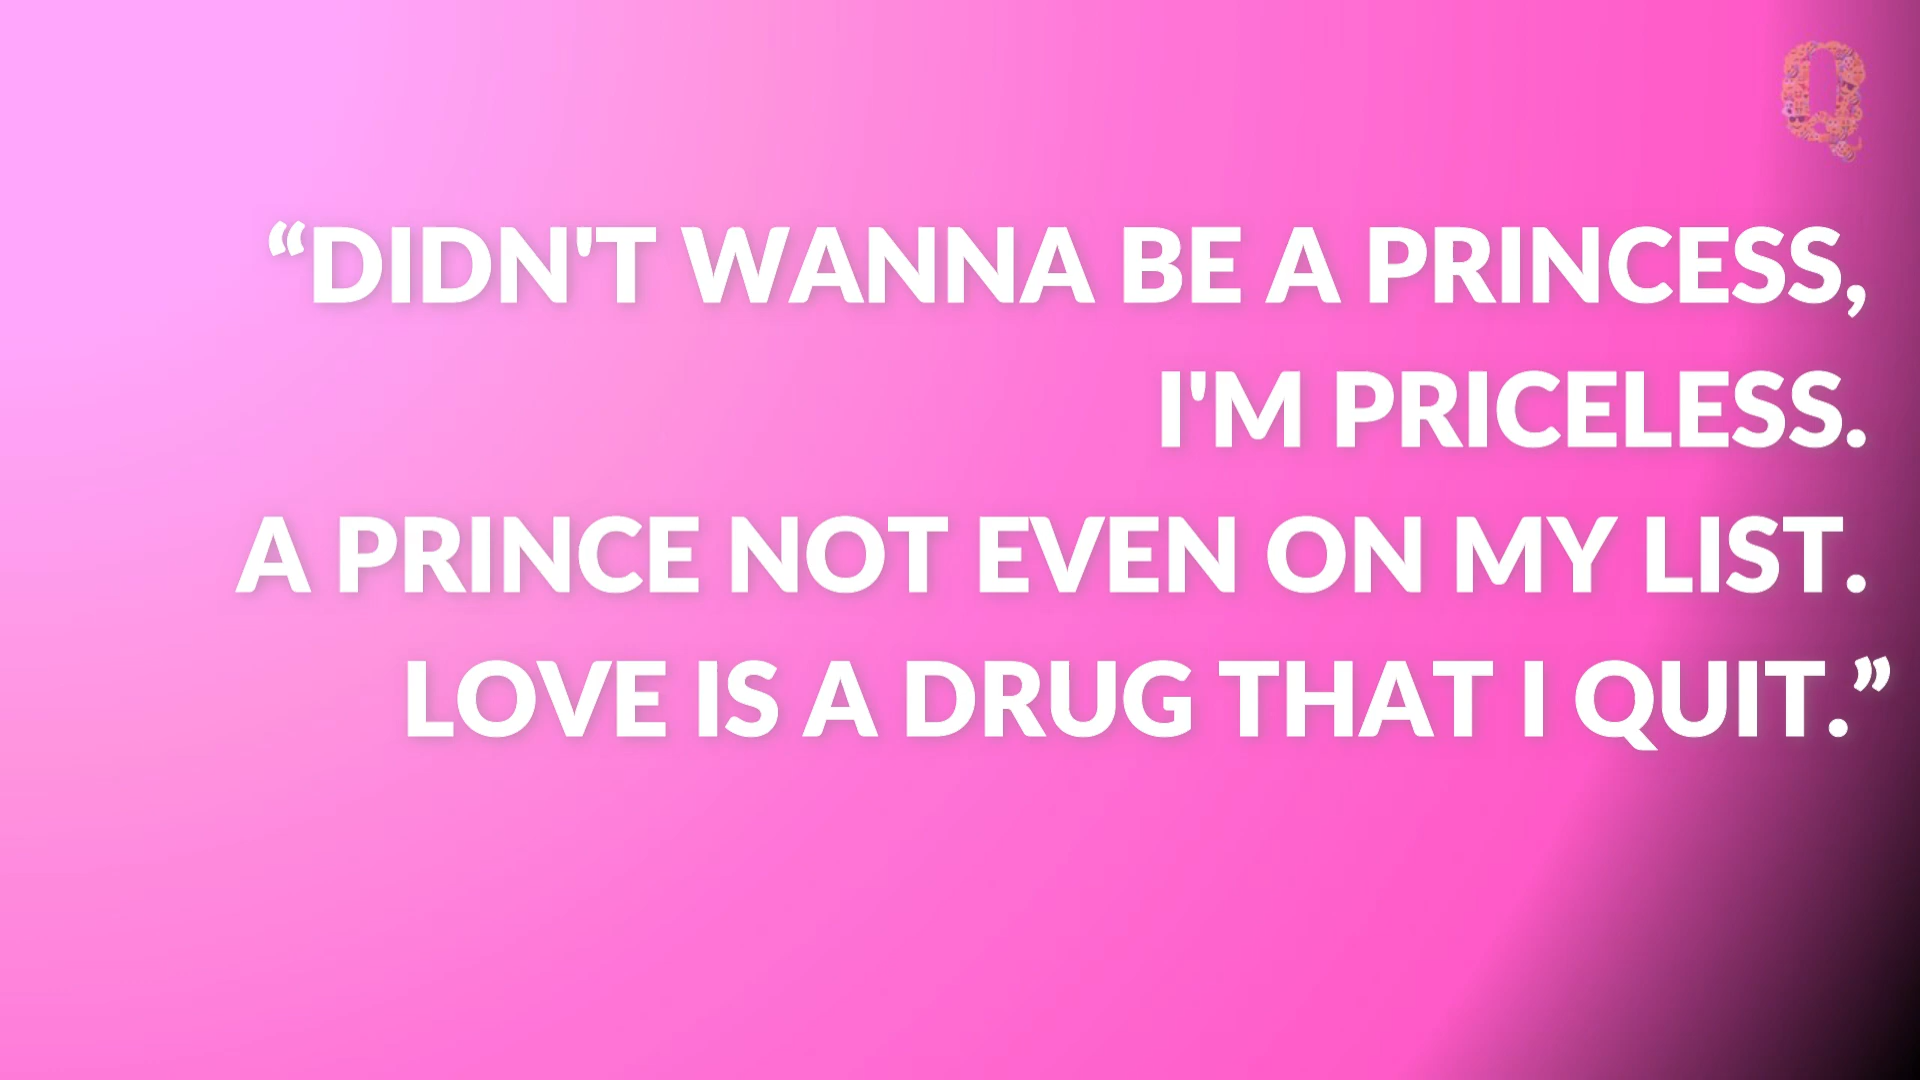 Q
“DIDN'T WANNA BE A PRINCESS,
I'M PRICELESS.
A PRINCE NOT EVEN ON MY LIST.
LOVE IS A DRUG THAT I QUIT.”